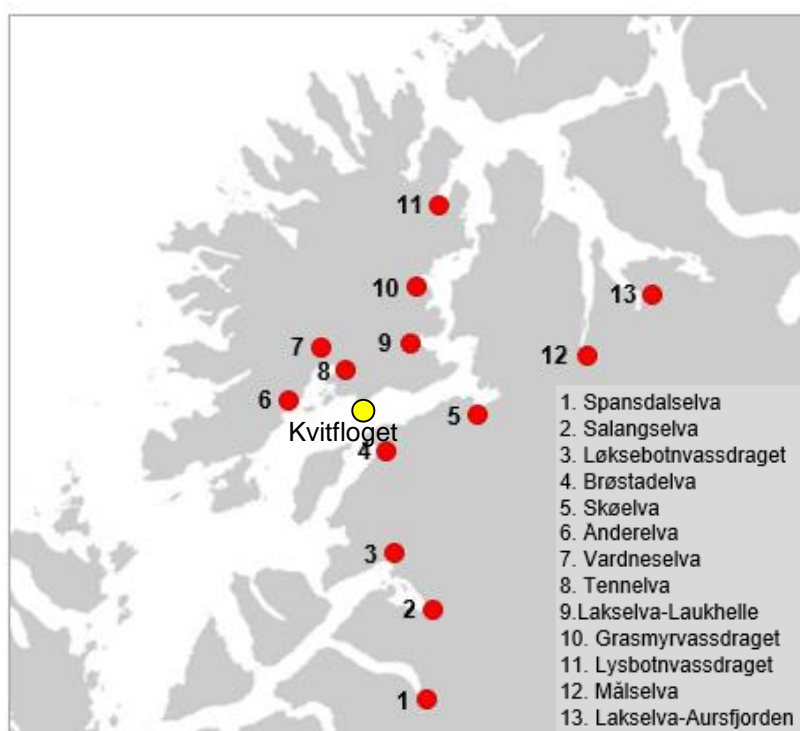 11
10
13
7
9
12
8
6
Kvitfloget
5
4
3
2
1
1. Spansdalselva
2. Salangselva
3. Løksebotnvassdraget
4. Brøstadelva
5. Skøelva
6. Ånderelva
7. Vardneselva
8. Tennelva
9.Lakselva-Laukhelle
10. Grasmyrvassdraget
11. Lysbotnvassdraget
12. Målselva
13. Lakselva-Aursfjorden